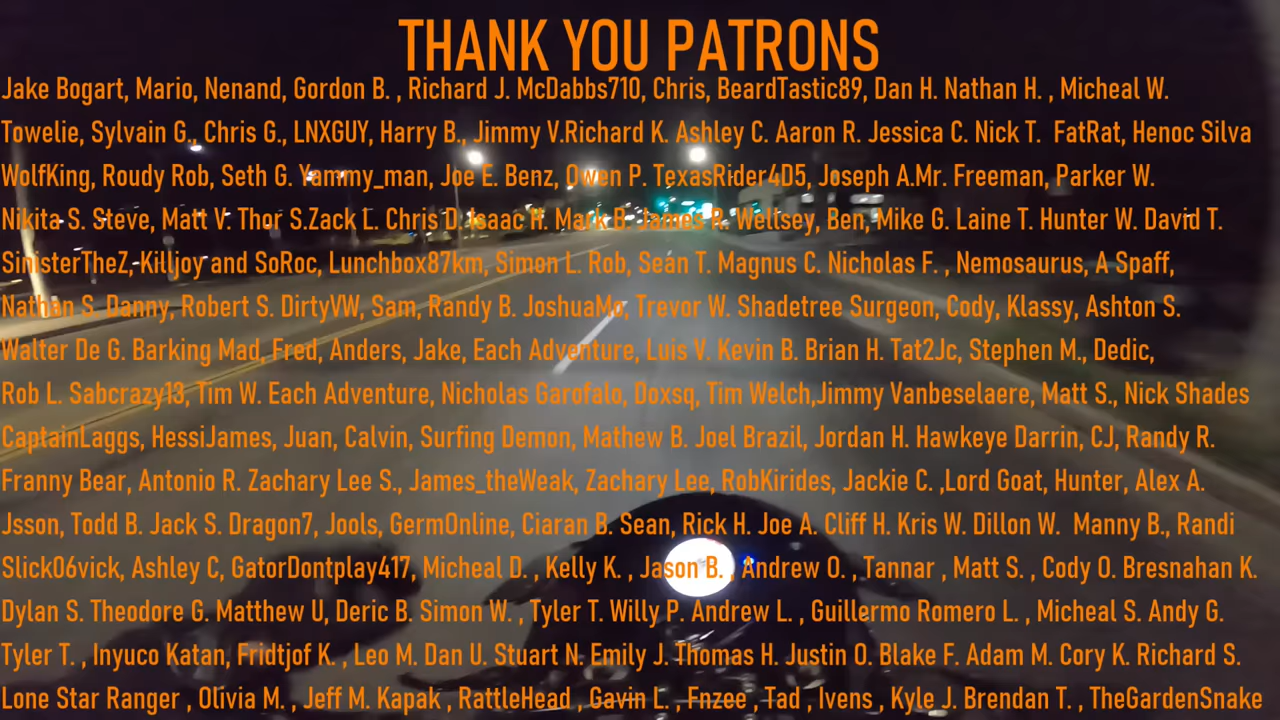 THANK YOU PATRONS
Jake Bogart, Mario, Nenand, Gordon B. , Richard J. McDabbs710, Chris, BeardTastic89, Dan H. Nathan H. , Micheal W.
Towelie, Sylvain G., Chris G., LNXGUY, Harry B., Jimmy V.Richard K. Ashley C. Aaron R. Jessica C. Nick T.  FatRat, Henoc Silva
WolfKing, Roudy Rob, Seth G. Yammy_man, Joe E. Benz, Owen P. TexasRider4D5, Joseph A.Mr. Freeman, Parker W.
Nikita S. Steve, Matt V. Thor S.Zack L. Chris D. Isaac H. Mark B. James R. Wellsey, Ben, Mike G. Laine T. Hunter W. David T.
SinisterTheZ, Killjoy and SoRoc, Lunchbox87km, Simon L. Rob, Sean T. Magnus C. Nicholas F. , Nemosaurus, A Spaff,
Nathan S. Danny, Robert S. DirtyVW, Sam, Randy B. JoshuaMo, Trevor W. Shadetree Surgeon, Cody, Klassy, Ashton S.
Walter De G. Barking Mad, Fred, Anders, Jake, Each Adventure, Luis V. Kevin B. Brian H. Tat2Jc, Stephen M., Dedic,
Rob L. Sabcrazy13, Tim W. Each Adventure, Nicholas Garofalo, Doxsq, Tim Welch,Jimmy Vanbeselaere, Matt S., Nick Shades
CaptainLaggs, HessiJames, Juan, Calvin, Surfing Demon, Mathew B. Joel Brazil, Jordan H. Hawkeye Darrin, CJ, Randy R.
Franny Bear, Antonio R. Zachary Lee S., James_theWeak, Zachary Lee, RobKirides, Jackie C. ,Lord Goat, Hunter, Alex A.
Jsson, Todd B. Jack S. Dragon7, Jools, GermOnline, Ciaran B. Sean, Rick H. Joe A. Cliff H. Kris W. Dillon W.  Manny B., Randi
Slick06vick, Ashley C, GatorDontplay417, Micheal D. , Kelly K. , Jason B. , Andrew O. , Tannar , Matt S. , Cody O. Bresnahan K.
Dylan S. Theodore G. Matthew U, Deric B. Simon W. , Tyler T. Willy P. Andrew L. , Guillermo Romero L. , Micheal S. Andy G.
Tyler T. , Inyuco Katan, Fridtjof K. , Leo M. Dan U. Stuart N. Emily J. Thomas H. Justin O. Blake F. Adam M. Cory K. Richard S.
Lone Star Ranger , Olivia M. , Jeff M. Kapak , RattleHead , Gavin L. , Fnzee , Tad , Ivens , Kyle J. Brendan T. , TheGardenSnake